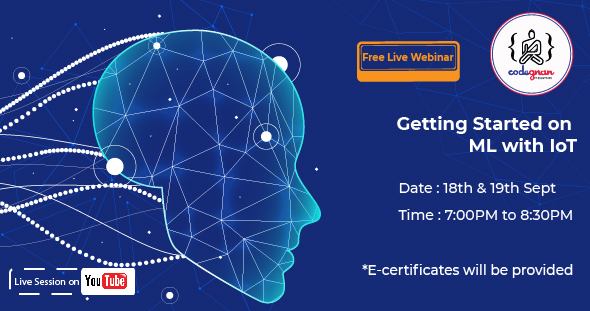 Free Live Webinar
codegnan
Getting Started on
ML with IoT
Date : 18th & 19th Sept
Time : 7:00PM to 8:30PM
*E-certificates will be provided
Live Session on YouTube